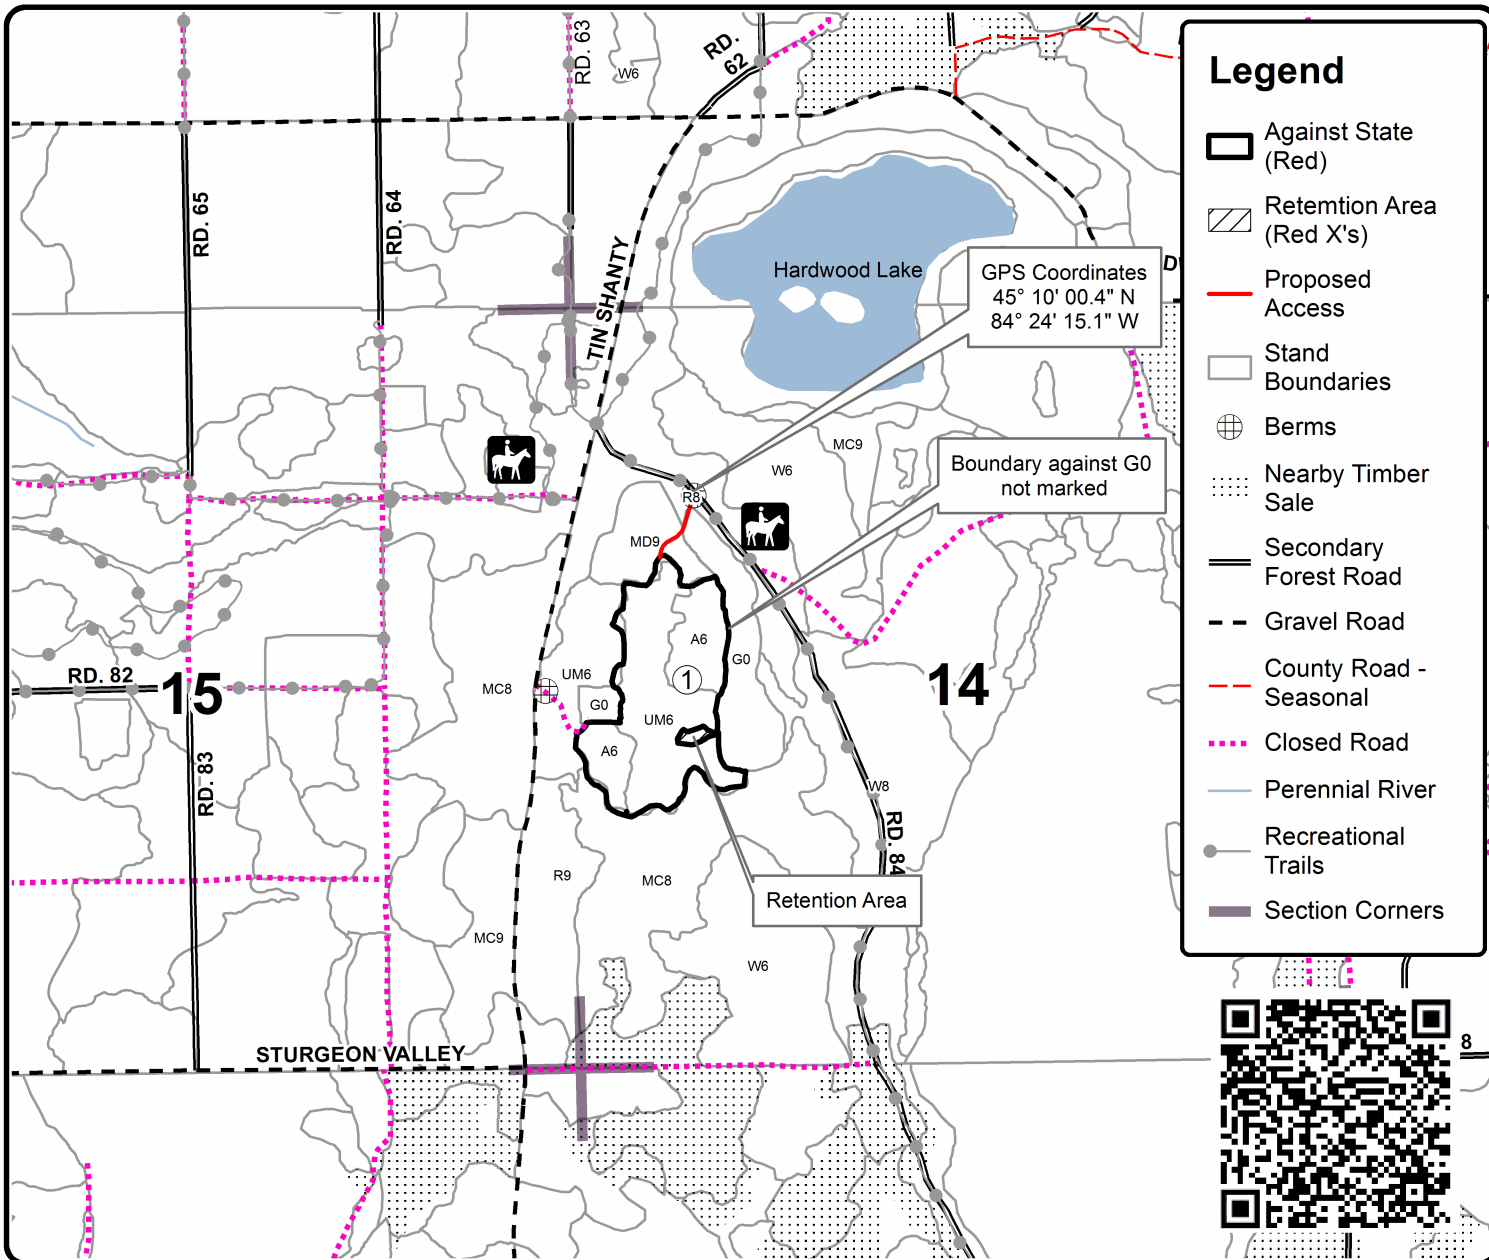 RD. 63
W6
RD.
62
RD. 65
RD. 64
TIN SHANTY
Hardwood Lake
GPS Coordinates
45° 10' 00.4" N
84° 24' 15.1" W
MC9
W6
Boundary against G0
not marked
R8
MD9
A6
G0
1
RD. 82
15
MC8
UM6
G0
UM6
A6
14
RD. 83
W8
RD. 84
R9
MC8
Retention Area
MC9
W6
STURGEON VALLEY
8
Legend
Against State
(Red)
Retemtion Area
(Red X's)
Proposed
Access
Stand
Boundaries
Berms
Nearby Timber
Sale
Secondary
Forest Road
Gravel Road
County Road -
Seasonal
Closed Road
Perennial River
Recreational
Trails
Section Corners